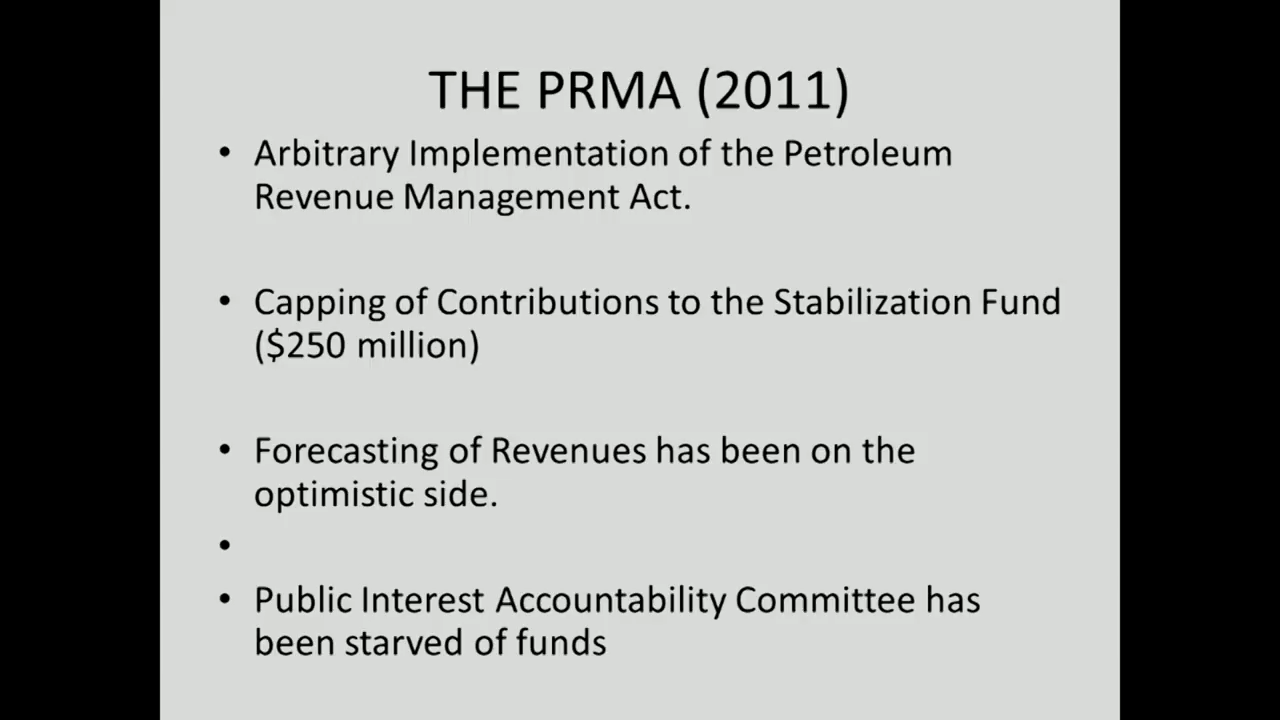 THE PRMA (2011)
• Arbitrary Implementation of the Petroleum
Revenue Management Act.
• Capping of Contributions to the Stabilization Fund
($250 million)
• Forecasting of Revenues has been on the
optimistic side.
•
• Public Interest Accountability Committee has
been starved of funds